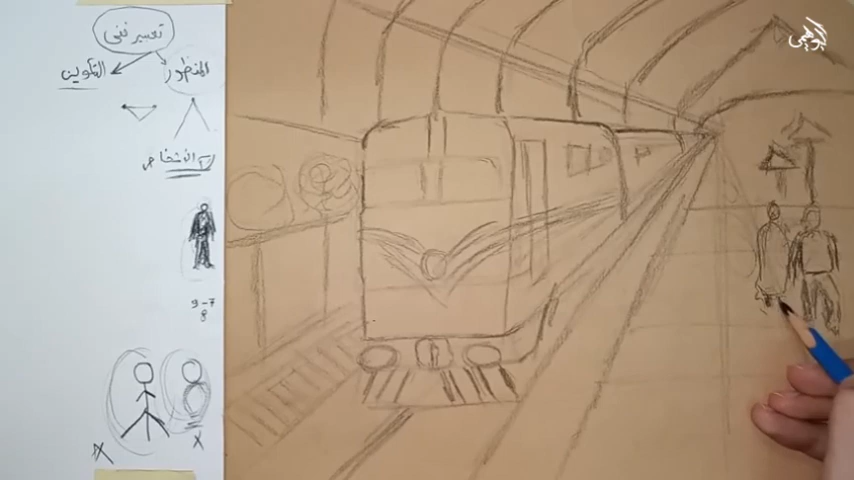 تعبير فني
المنظور
التكوين
الأشخاص
9-7
8